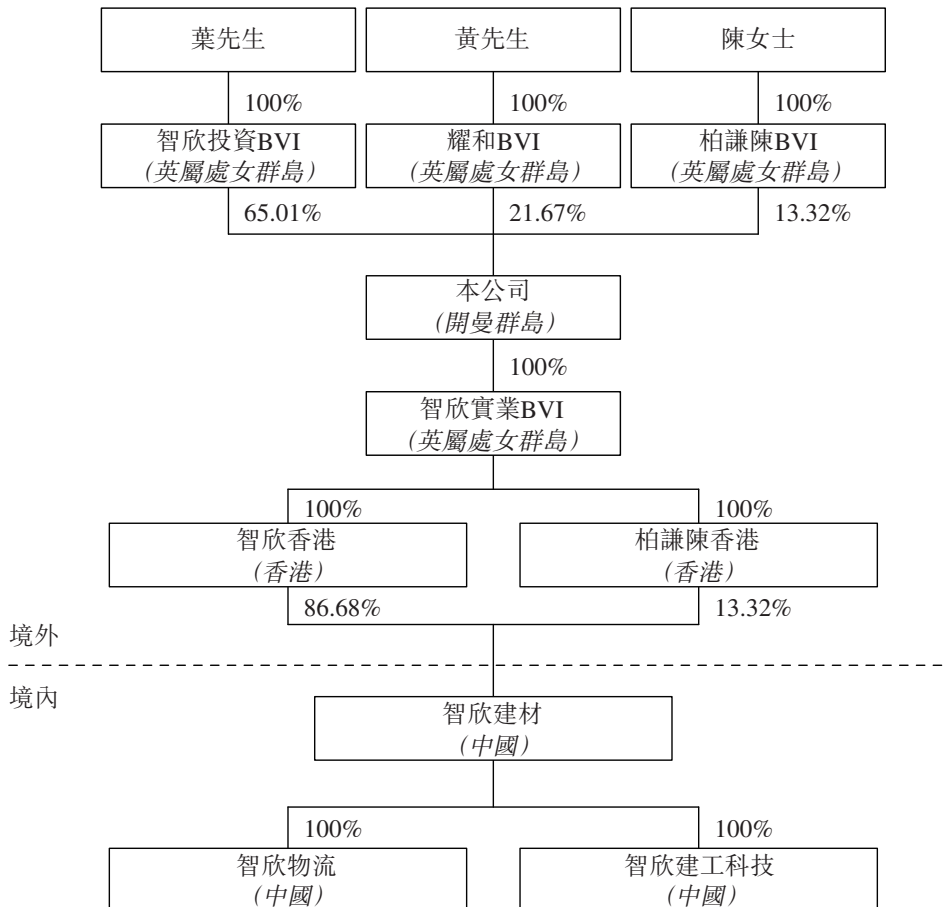 葉先生
黃先生
陳女士
100%
100%
100%
智欣投資BVI
(英屬處女群島)
耀和BVI
(英屬處女群島)
柏謙陳BVI
(英屬處女群島)
65.01%
21.67%
13.32%
本公司
(開曼群島)
100%
智欣實業BVI
(英屬處女群島)
100%
100%
智欣香港
(香港)
柏謙陳香港
(香港)
86.68%
13.32%
境外
境內
智欣建材
(中國)
100%
100%
智欣物流
(中國)
智欣建工科技
(中國)